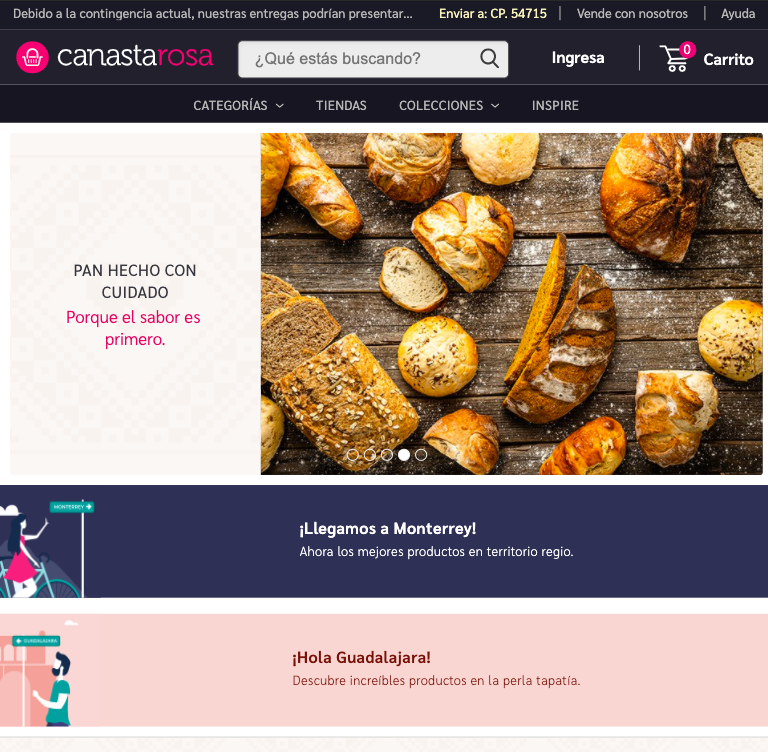 Debido a la contingencia actual, nuestras entregas podrían presentar...
Enviar a: CP. 54715
Vende con nosotros
Ayuda
canastarosa
¿Qué estás buscando?
Ingresa
0
Carrito
CATEGORÍAS
TIENDAS
COLECCIONES
INSPIRE
PAN HECHO CON
CUIDADO
Porque el sabor es
primero.
MONTERREY
¡Llegamos a Monterrey!
Ahora los mejores productos en territorio regio.
GUADALAJARA
¡Hola Guadalajara!
Descubre increíbles productos en la perla tapatía.